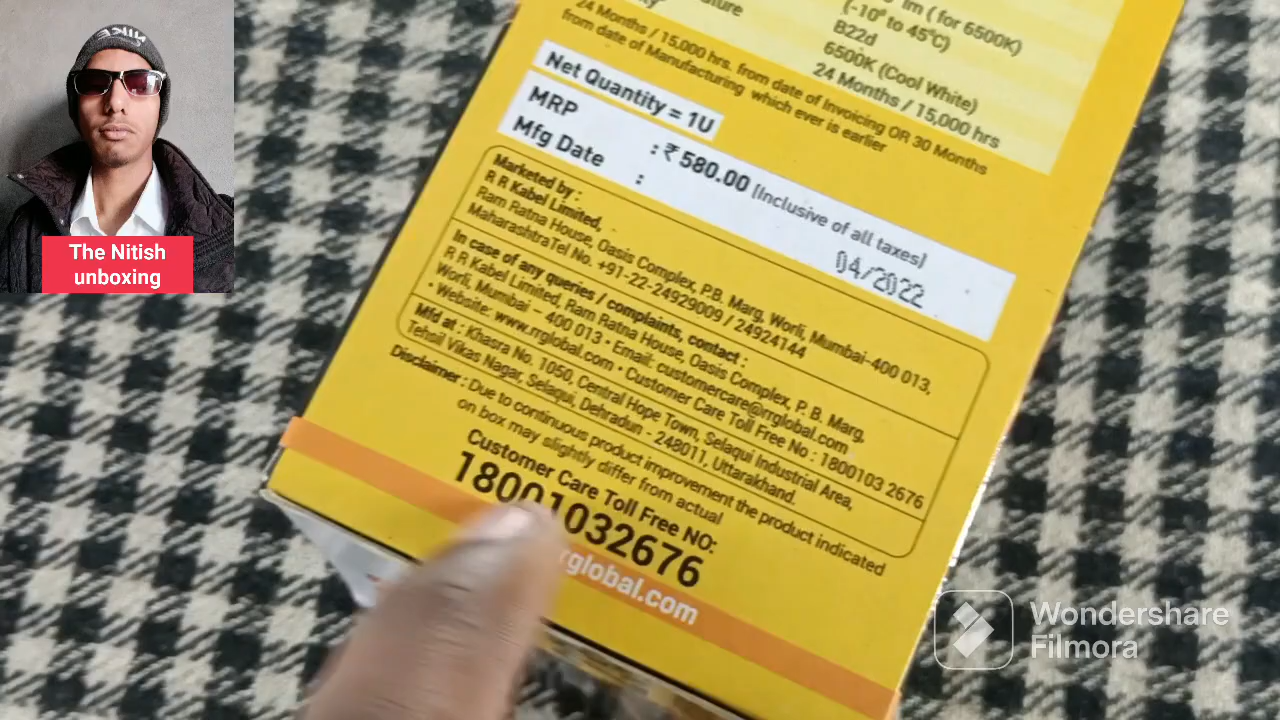 NIKE
The Nitish
unboxing
lm ( for 6500K)
(-10° to 45°C)
B22d
6500K (Cool White)
24 Months / 15,000 hrs
24 Months / 15,000 hrs. from date of Invoicing OR 30 Months
from date of Manufacturing which ever is earlier
Net Quantity = 1U
MRP : ₹ 580.00 (Inclusive of all taxes)
Mfg Date : 04/2022
Marketed by :
R R Kabel Limited,
Ram Ratna House, Oasis Complex, P.B. Marg, Worli, Mumbai-400 013,
MaharashtraTel No. +91-22-24929009 / 24924144
In case of any queries / complaints, contact :
R R Kabel Limited, Ram Ratna House, Oasis Complex, P. B. Marg,
Worli, Mumbai – 400 013 • Email: customercare@rrglobal.com
• Website: www.rrglobal.com • Customer Care Toll Free No : 1800103 2676
Mfd at : Khasra No. 1050, Central Hope Town, Selaqui Industrial Area,
Tehsil Vikas Nagar, Selaqui, Dehradun - 248011, Uttarakhand.
Disclaimer : Due to continuous product improvement the product indicated
on box may slightly differ from actual
Customer Care Toll Free NO:
18001032676
rglobal.com
Wondershare
Filmora